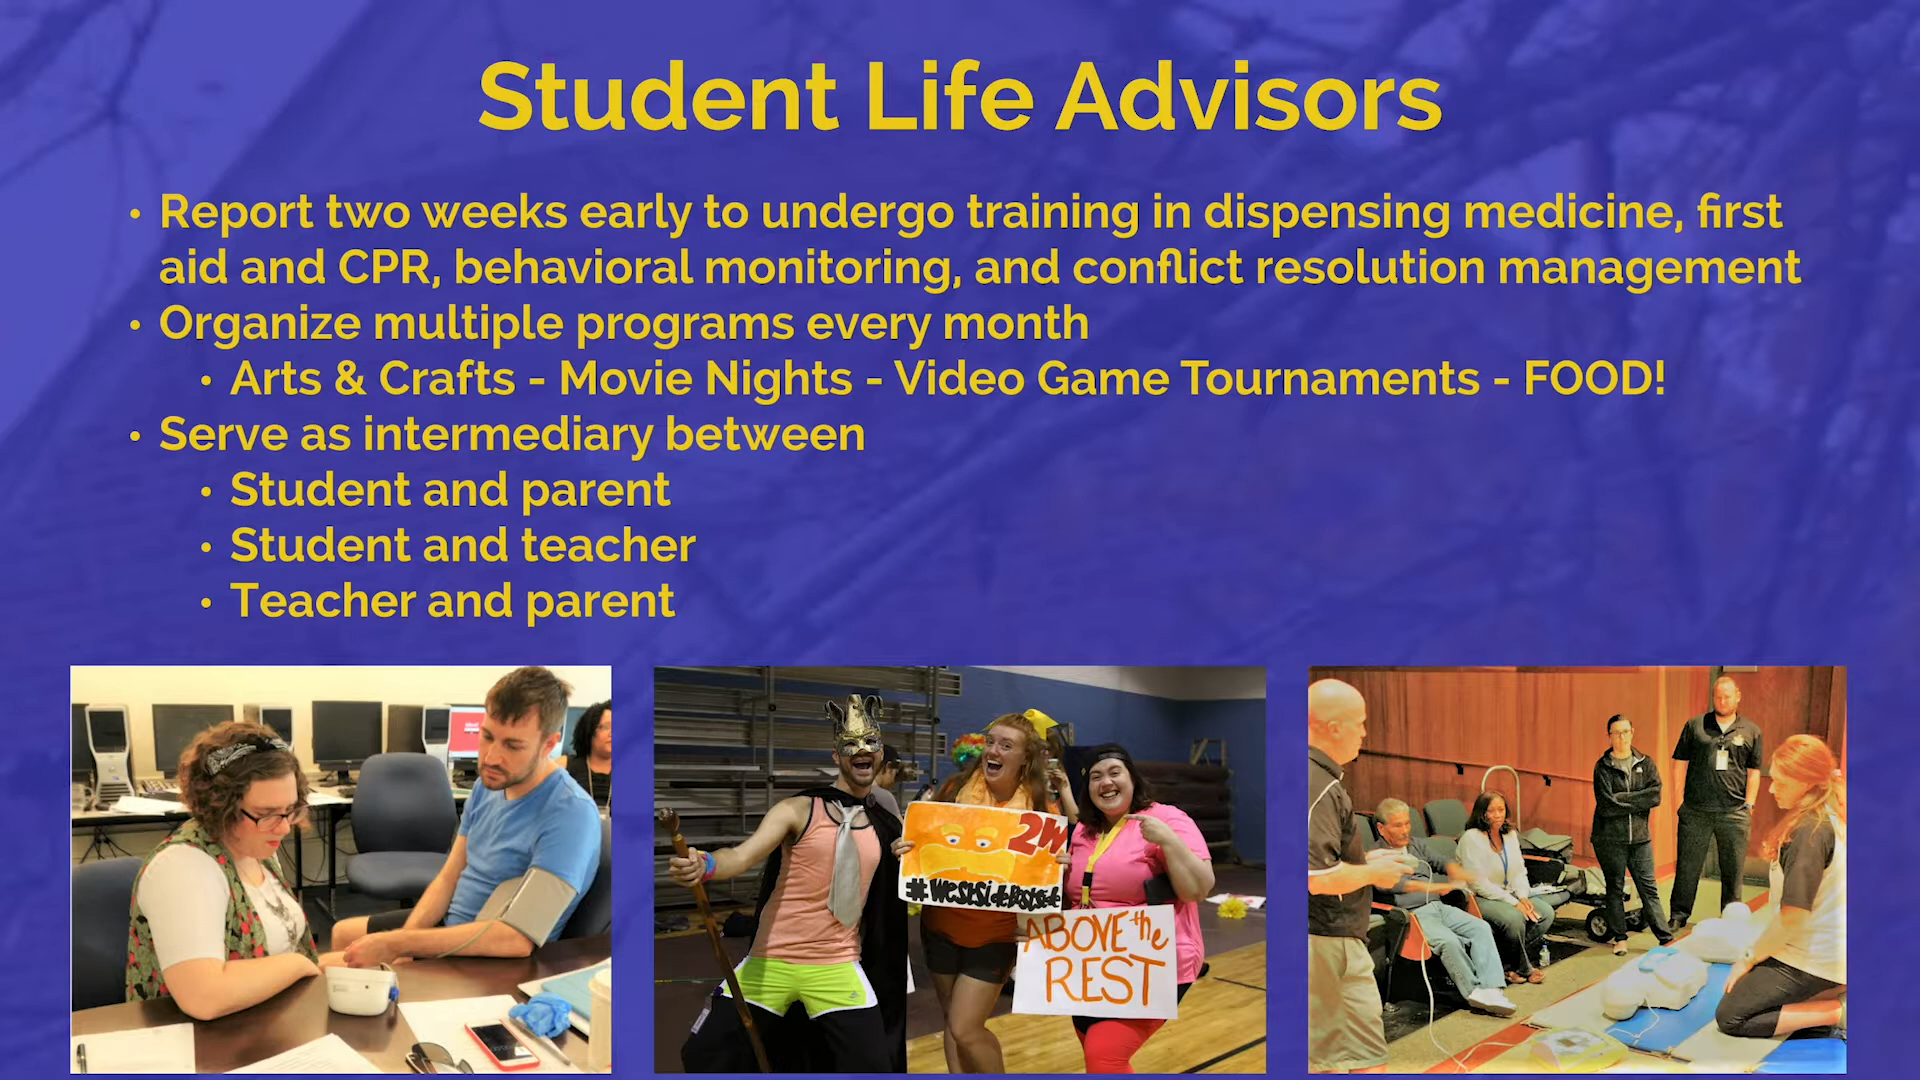 Student Life Advisors
• Report two weeks early to undergo training in dispensing medicine, first
aid and CPR, behavioral monitoring, and conflict resolution management
• Organize multiple programs every month
• Arts & Crafts - Movie Nights - Video Game Tournaments - FOOD!
• Serve as intermediary between
• Student and parent
• Student and teacher
• Teacher and parent
2W
#WestSideBestSide
ABOVE the
REST